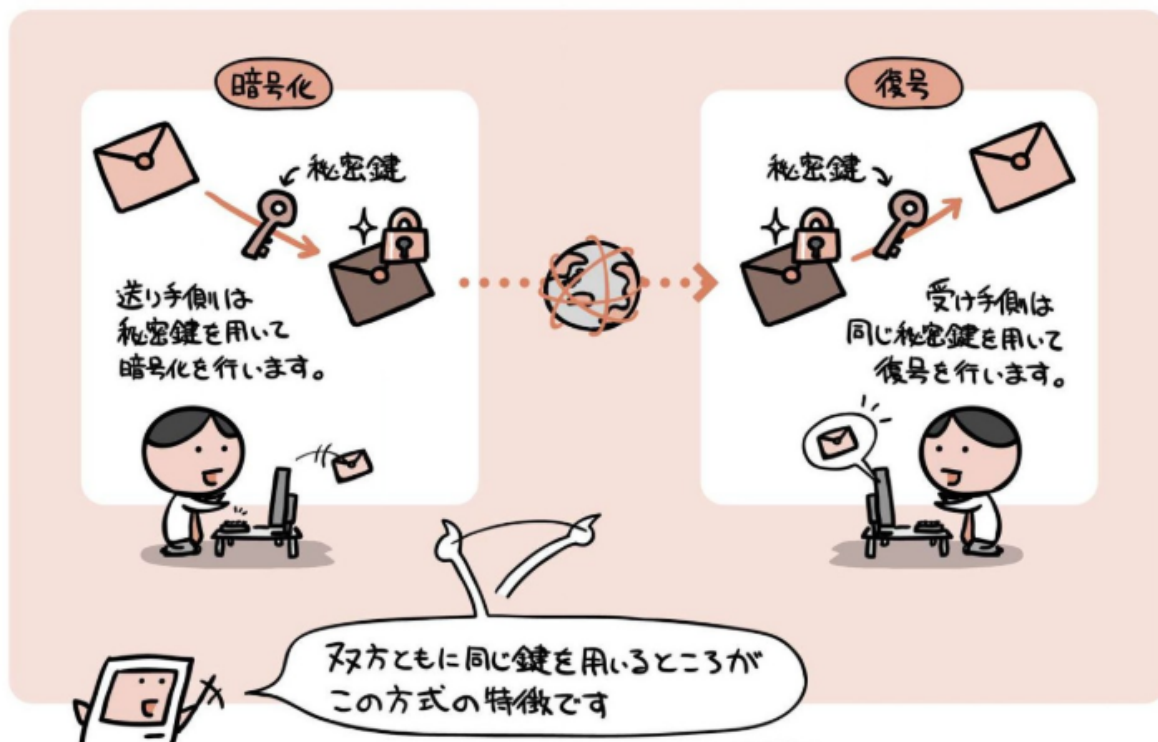 暗号化
秘密鍵
送り手側は
秘密鍵を用いて
暗号化を行います。
復号
秘密鍵
受け手側は
同じ秘密鍵を用いて
復号を行います。
双方ともに同じ鍵を用いるところが
この方式の特徴です